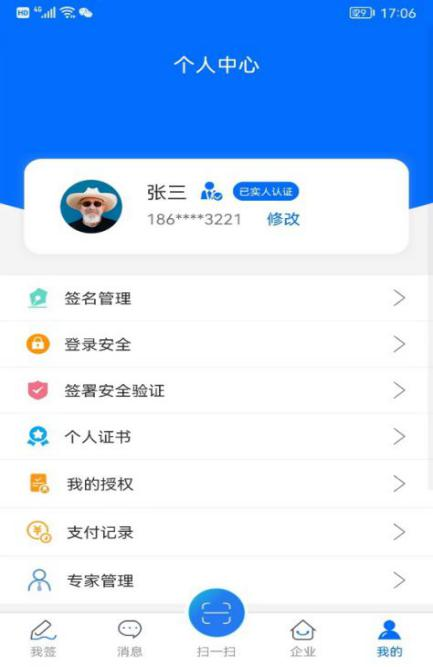 HD 4G 29 17:06
个人中心
张三 已实人认证
186****3221 修改
签名管理
登录安全
签署安全验证
个人证书
我的授权
支付记录
专家管理
我签 消息 扫一扫 企业 我的